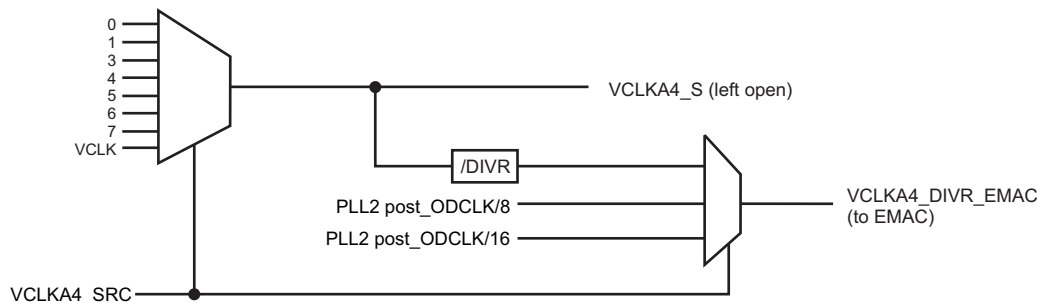 0
1
3
4
5
6
7
VCLK
VCLKA4_S (left open)
/DIVR
PLL2 post_ODCLK/8
VCLKA4_DIVR_EMAC
(to EMAC)
PLL2 post_ODCLK/16
VCLKA4_SRC